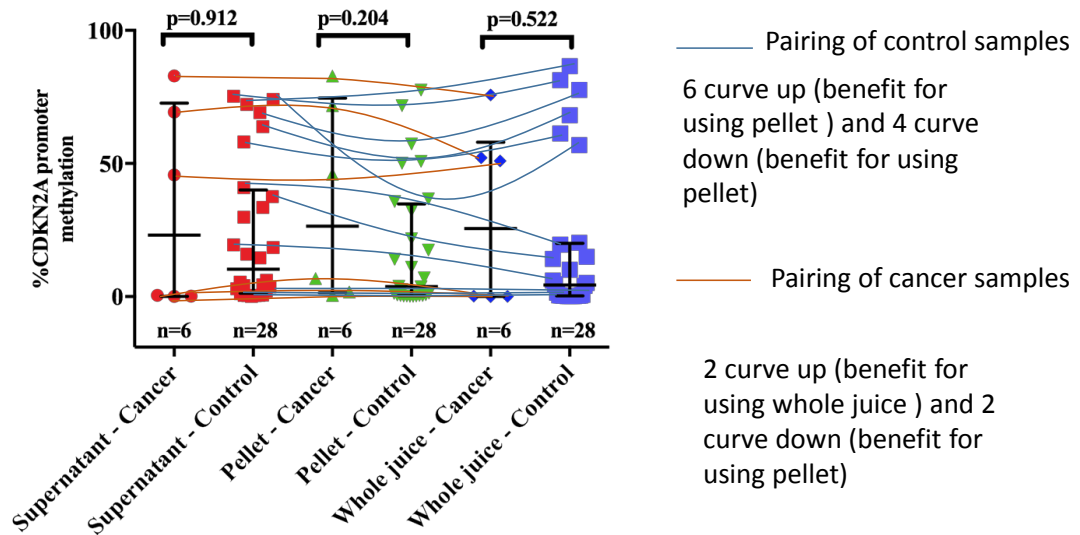 p=0.912 p=0.204 p=0.522
100
50
0
%CDKN2A promoter
methylation
n=6 n=28 n=6 n=28 n=6 n=28
Supernatant - Cancer
Supernatant - Control
Pellet - Cancer
Pellet - Control
Whole juice - Cancer
Whole juice - Control
Pairing of control samples
6 curve up (benefit for
using pellet ) and 4 curve
down (benefit for using
pellet)
Pairing of cancer samples
2 curve up (benefit for
using whole juice ) and 2
curve down (benefit for
using pellet)